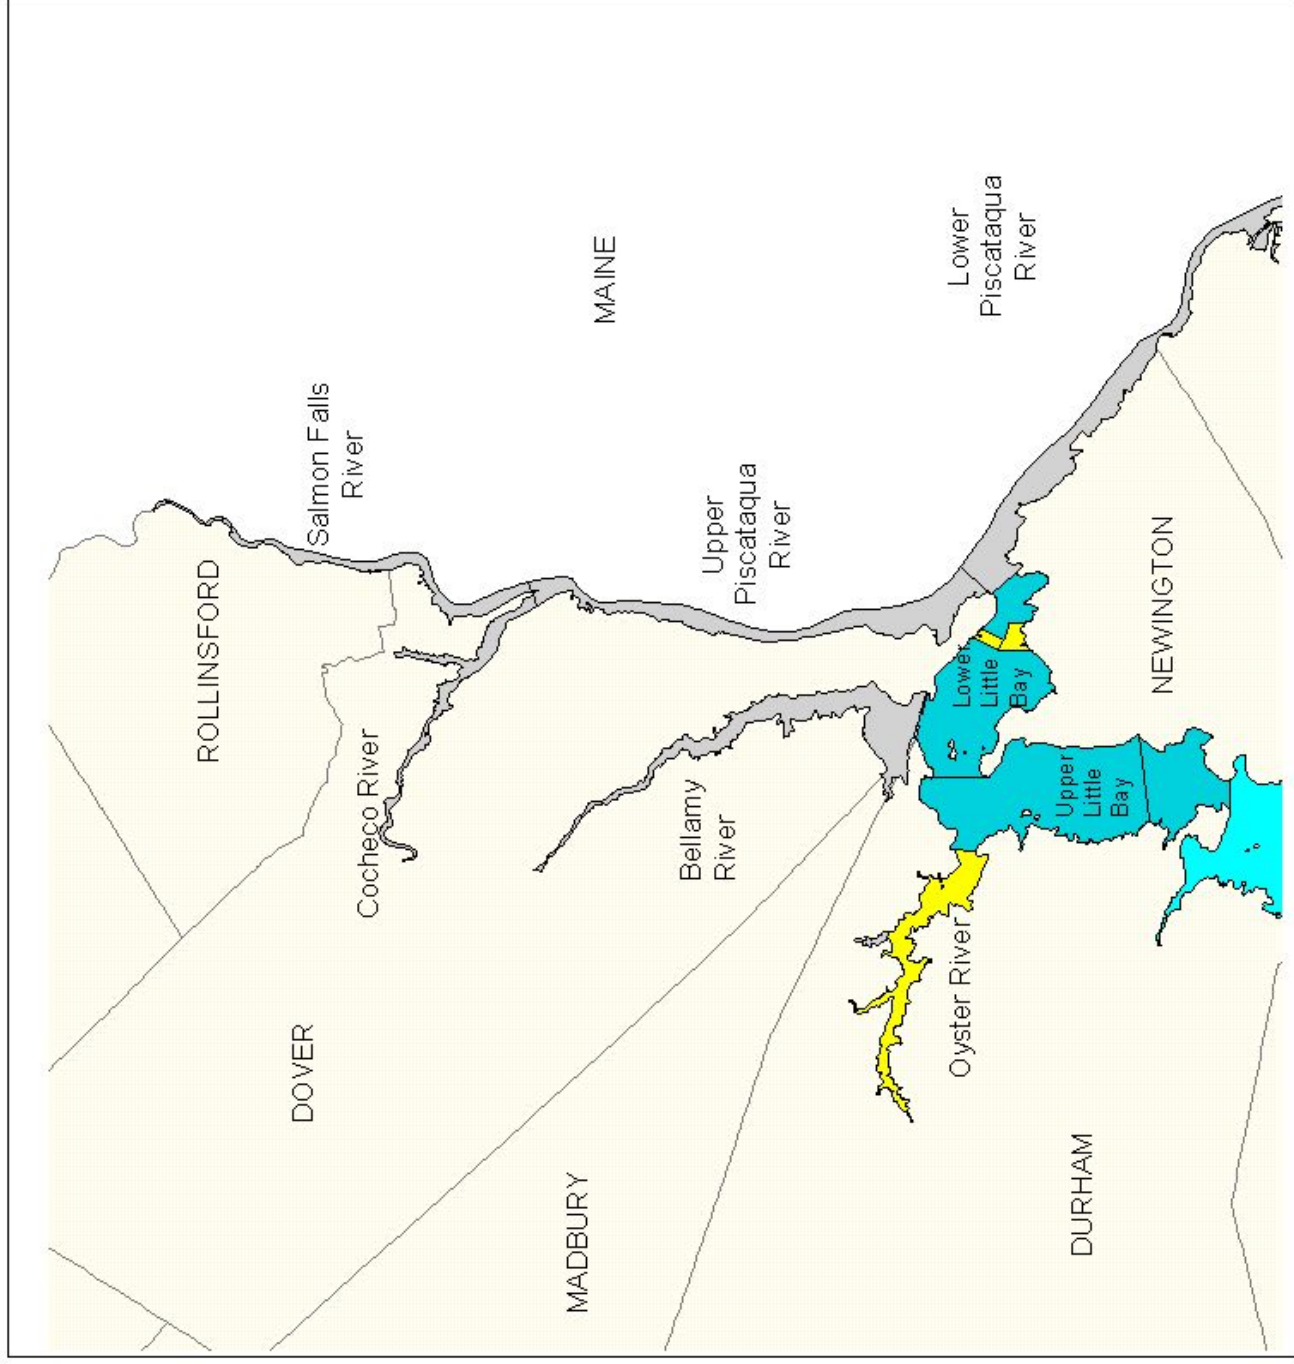 Salmon Falls
River
ROLLINSFORD
MAINE
Lower
Piscataqua
River
Upper
Piscataqua
River
Cocheco River
Bellamy
River
Lower
Little
Bay
NEWINGTON
Upper
Little
Bay
Oyster River
DOVER
MADBURY
DURHAM